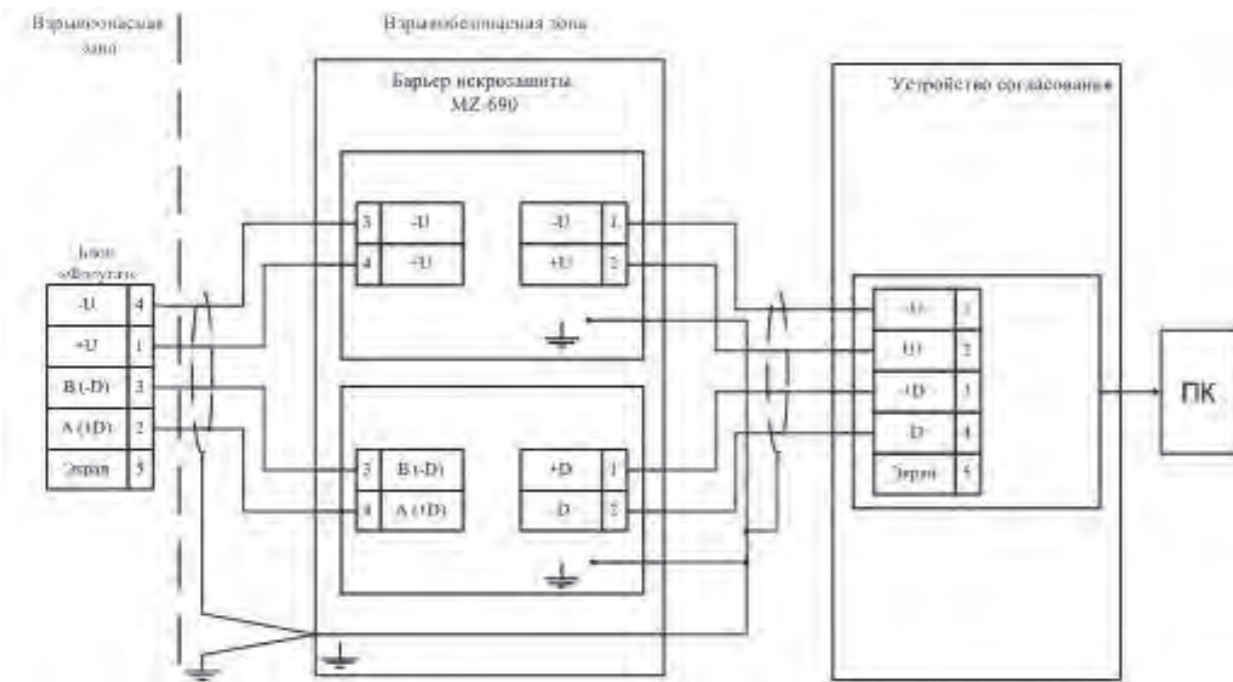 Взрывоопасная
зона
Взрывобезопасная зона
Барьер искрозащиты
MZ-690
Устройство согласования
Блок
-U 4
+U 1
B (-D) 3
A (+D) 2
Экран 5
3 -U
4 +U
-U 1
+U 2
3 B (-D)
4 A (+D)
+D 1
-D 2
-U 1
U 2
+D 3
D 4
Экран
ПК